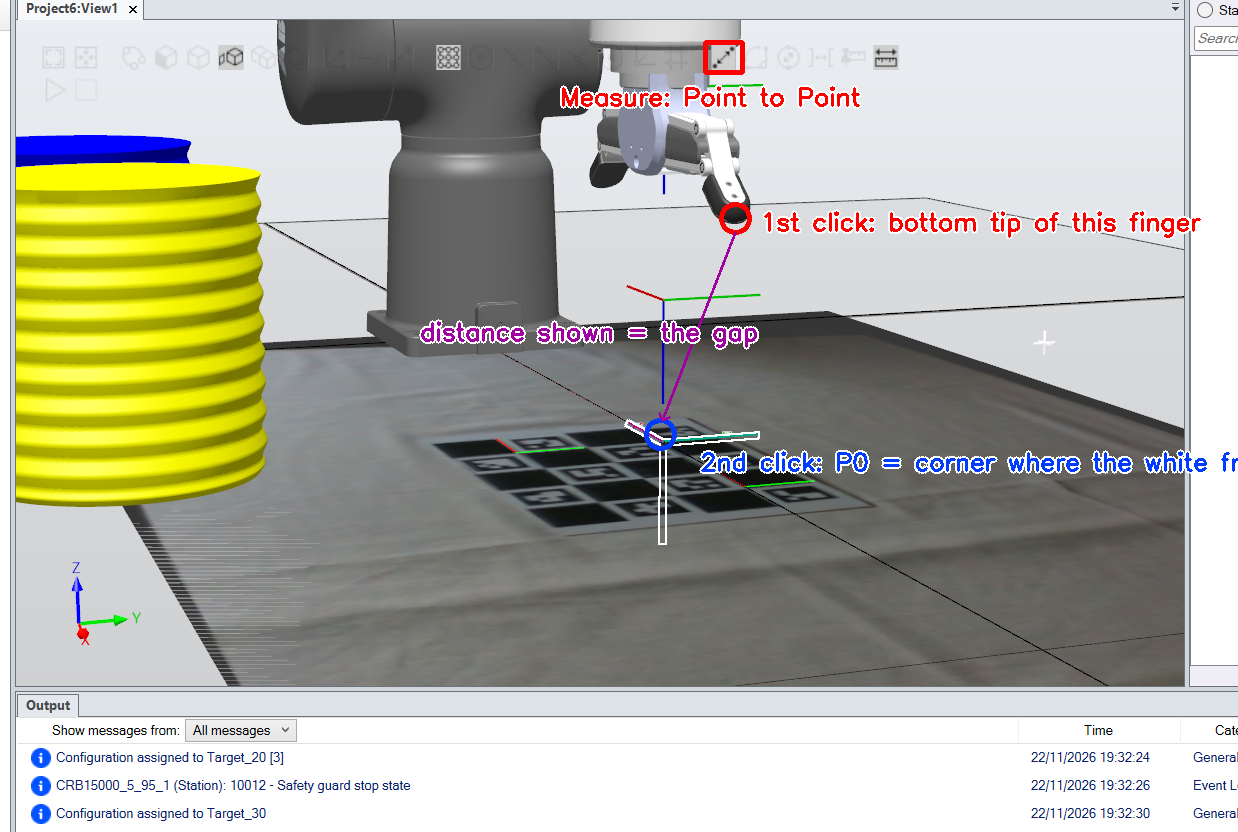 Project6:View1
Sta
Search
Measure: Point to Point
1st click: bottom tip of this finger
distance shown = the gap
2nd click: P0 = corner where the white fr
Z
Y
X
Output
Show messages from: All messages Time Cate
Configuration assigned to Target_20 [3] 22/11/2026 19:32:24 General
CRB15000_5_95_1 (Station): 10012 - Safety guard stop state 22/11/2026 19:32:26 Event L
Configuration assigned to Target_30 22/11/2026 19:32:30 General